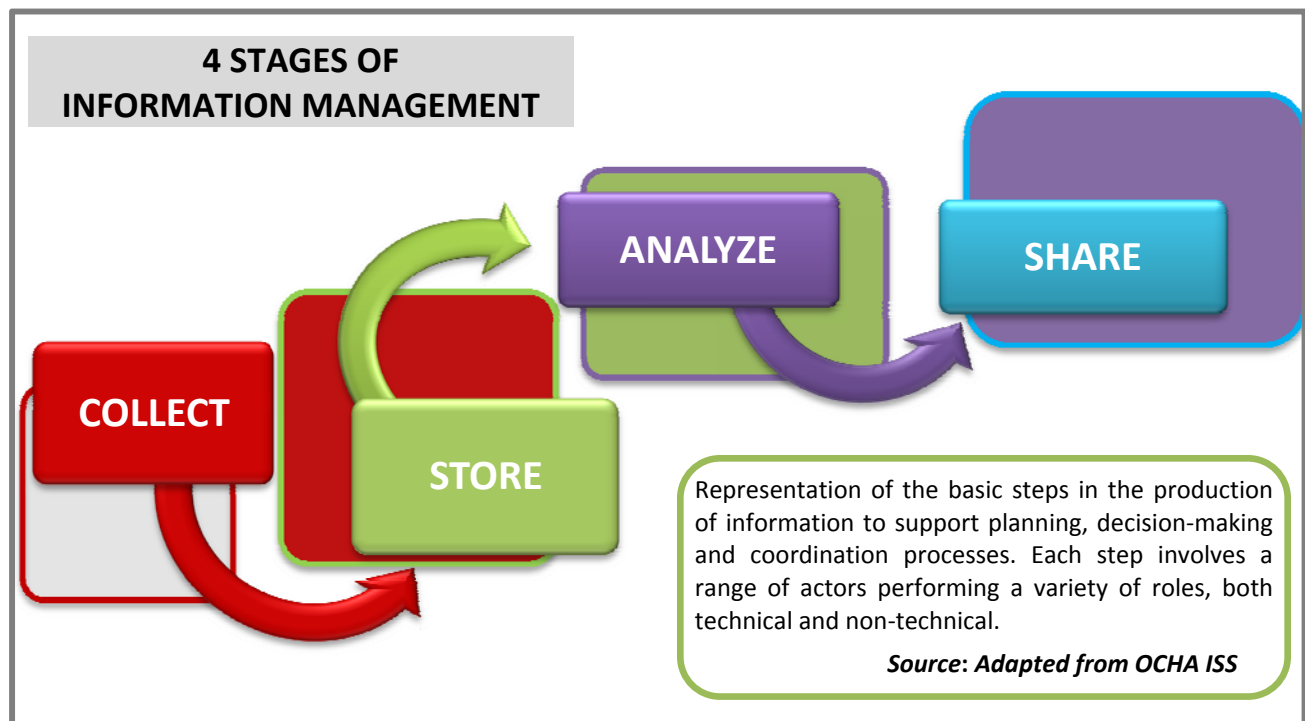 4 STAGES OF
INFORMATION MANAGEMENT
COLLECT
STORE
ANALYZE
SHARE
Representation of the basic steps in the production
of information to support planning, decision-making
and coordination processes. Each step involves a
range of actors performing a variety of roles, both
technical and non-technical.
Source: Adapted from OCHA ISS